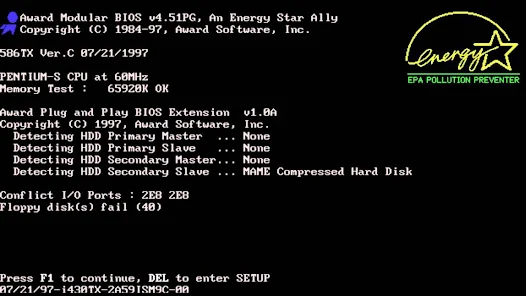 Award Modular BIOS v4.51PG, An Energy Star Ally
Copyright (C) 1984-97, Award Software, Inc.
energy
EPA POLLUTION PREVENTER
586TX Ver.C 07/21/1997
PENTIUM-S CPU at 60MHz
Memory Test :   65920K OK
Award Plug and Play BIOS Extension  v1.0A
Copyright (C) 1997, Award Software, Inc.
Detecting HDD Primary Master  ... None
Detecting HDD Primary Slave   ... None
Detecting HDD Secondary Master... None
Detecting HDD Secondary Slave ... MAME Compressed Hard Disk
Conflict I/O Ports : 2E8 2E8
Floppy disk(s) fail (40)
Press F1 to continue, DEL to enter SETUP
07/21/97-i430TX-2A59ISM9C-00